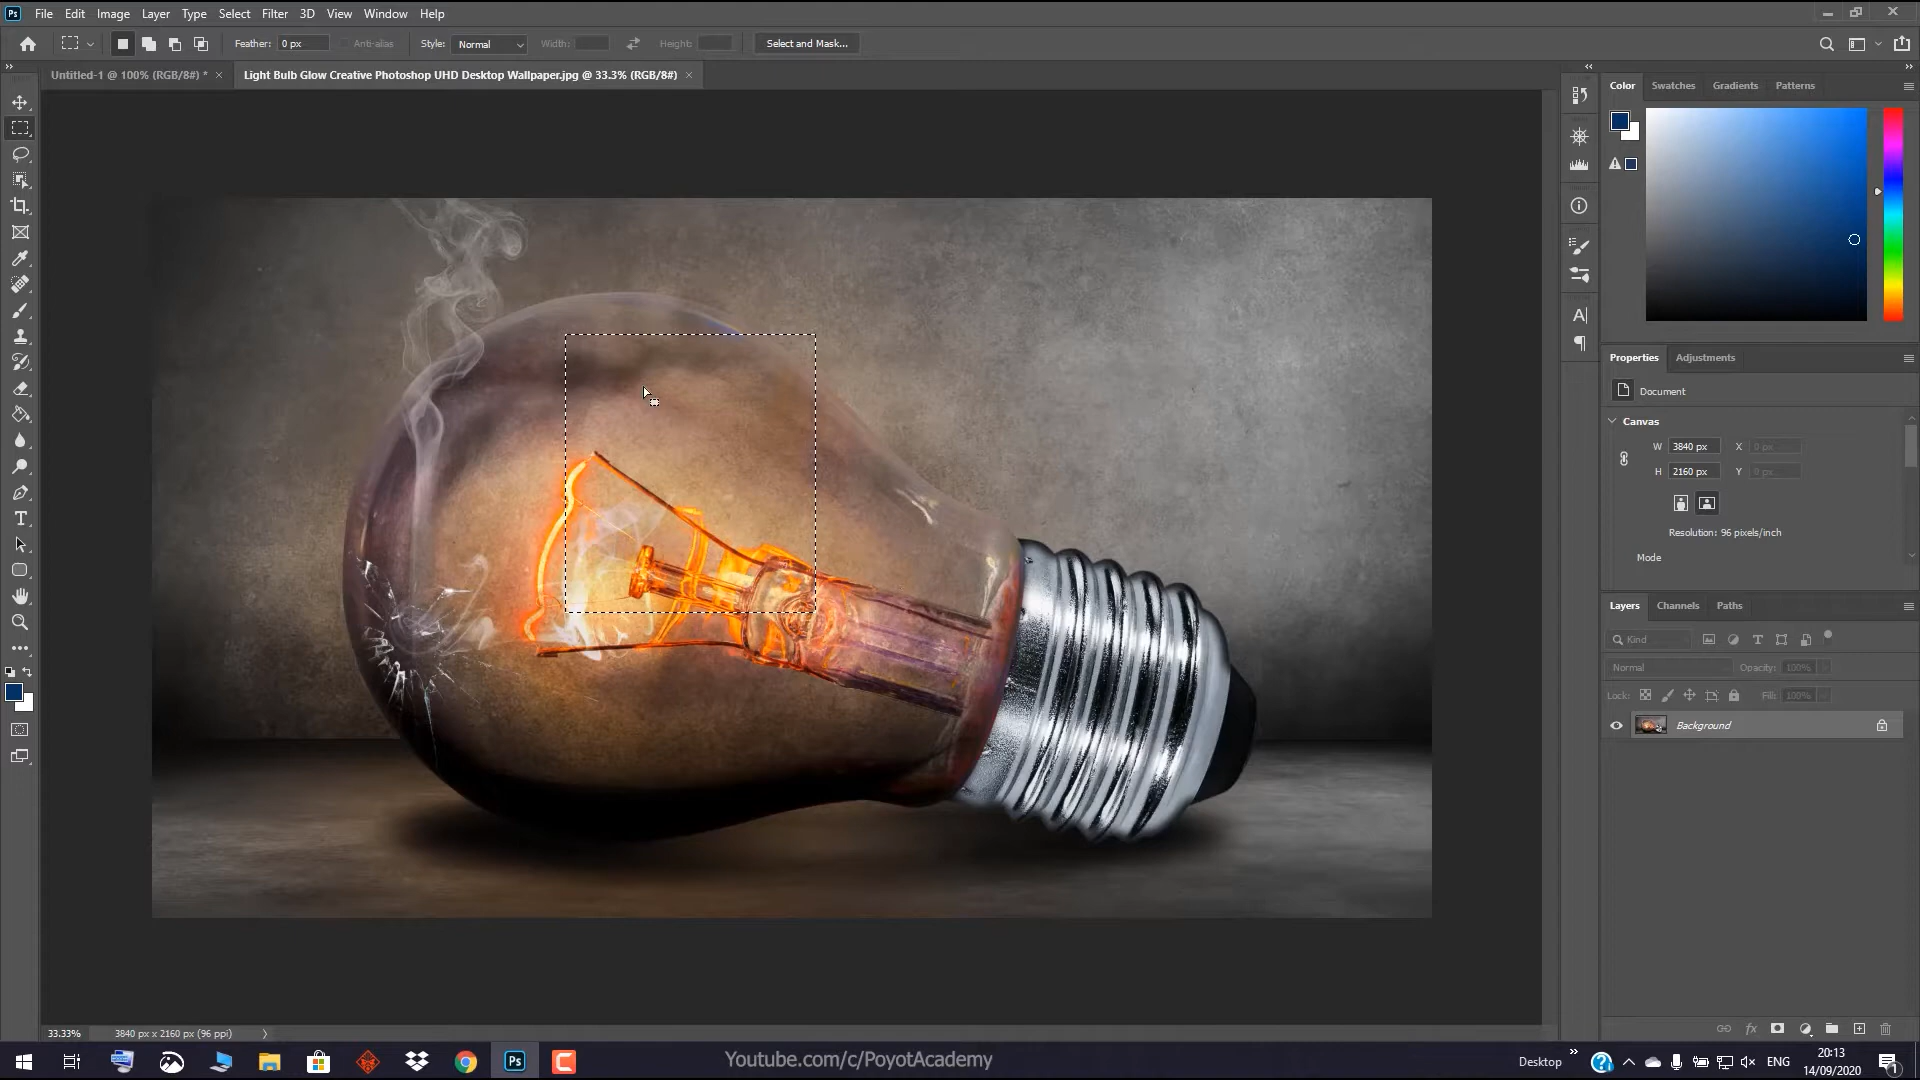 File Edit Image Layer Type Select Filter 3D View Window Help
Feather: 0 px Anti-alias Style: Normal Width: Height: Select and Mask...
Untitled-1 @ 100% (RGB/8#) * × Light Bulb Glow Creative Photoshop UHD Desktop Wallpaper.jpg @ 33.3% (RGB/8#) ×
Color Swatches Gradients Patterns
Properties Adjustments
Document
Canvas
W 3840 px X 0 px
H 2160 px Y 0 px
Resolution: 96 pixels/inch
Mode
Layers Channels Paths
Kind
Normal Opacity: 100%
Lock: Fill: 100%
Background
33.33% 3840 px x 2160 px (96 ppi)
Youtube.com/c/PoyotAcademy
Desktop ENG 20:13
14/09/2020